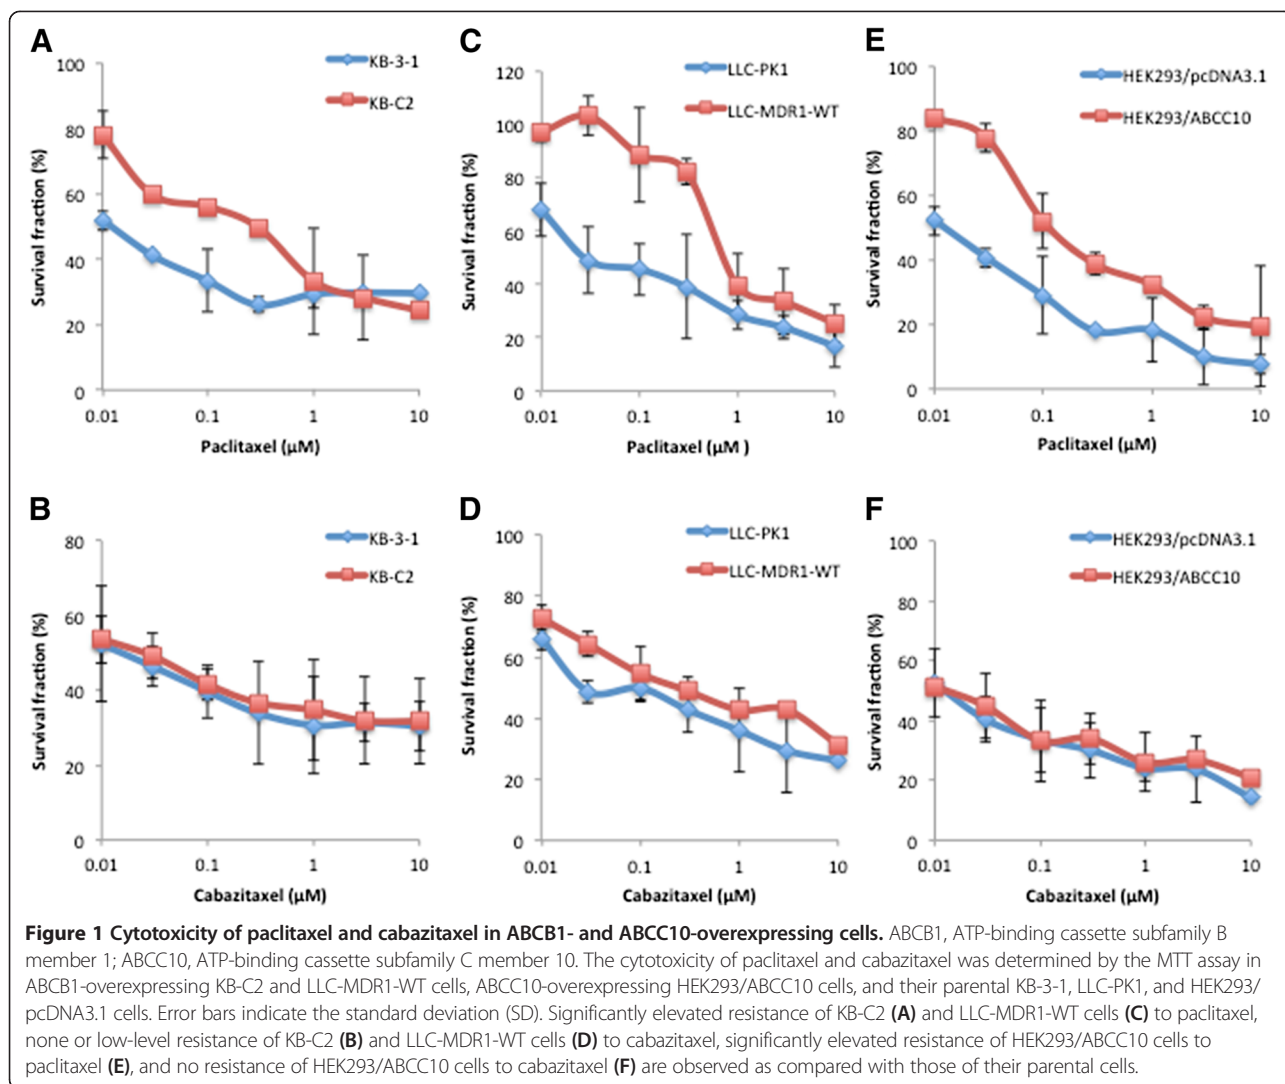 A
KB-3-1
KB-C2
100
80
60
40
20
0
Survival fraction (%)
0.01 0.1 1 10
Paclitaxel (µM)
C
LLC-PK1
LLC-MDR1-WT
120
100
80
60
40
20
0
Survival fraction (%)
0.01 0.1 1 10
Paclitaxel (µM )
E
HEK293/pcDNA3.1
HEK293/ABCC10
100
80
60
40
20
0
Survival fraction (%)
0.01 0.1 1 10
Paclitaxel (µM)
B
KB-3-1
KB-C2
80
60
40
20
0
Survival fraction (%)
0.01 0.1 1 10
Cabazitaxel (µM)
D
LLC-PK1
LLC-MDR1-WT
100
80
60
40
20
0
Survival fraction (%)
0.01 0.1 1 10
Cabazitaxel (µM)
F
HEK293/pcDNA3.1
HEK293/ABCC10
100
80
60
40
20
0
Survival fraction (%)
0.01 0.1 1 10
Cabazitaxel (µM)
Figure 1 Cytotoxicity of paclitaxel and cabazitaxel in ABCB1- and ABCC10-overexpressing cells. ABCB1, ATP-binding cassette subfamily B
member 1; ABCC10, ATP-binding cassette subfamily C member 10. The cytotoxicity of paclitaxel and cabazitaxel was determined by the MTT assay in
ABCB1-overexpressing KB-C2 and LLC-MDR1-WT cells, ABCC10-overexpressing HEK293/ABCC10 cells, and their parental KB-3-1, LLC-PK1, and HEK293/
pcDNA3.1 cells. Error bars indicate the standard deviation (SD). Significantly elevated resistance of KB-C2 (A) and LLC-MDR1-WT cells (C) to paclitaxel,
none or low-level resistance of KB-C2 (B) and LLC-MDR1-WT cells (D) to cabazitaxel, significantly elevated resistance of HEK293/ABCC10 cells to
paclitaxel (E), and no resistance of HEK293/ABCC10 cells to cabazitaxel (F) are observed as compared with those of their parental cells.